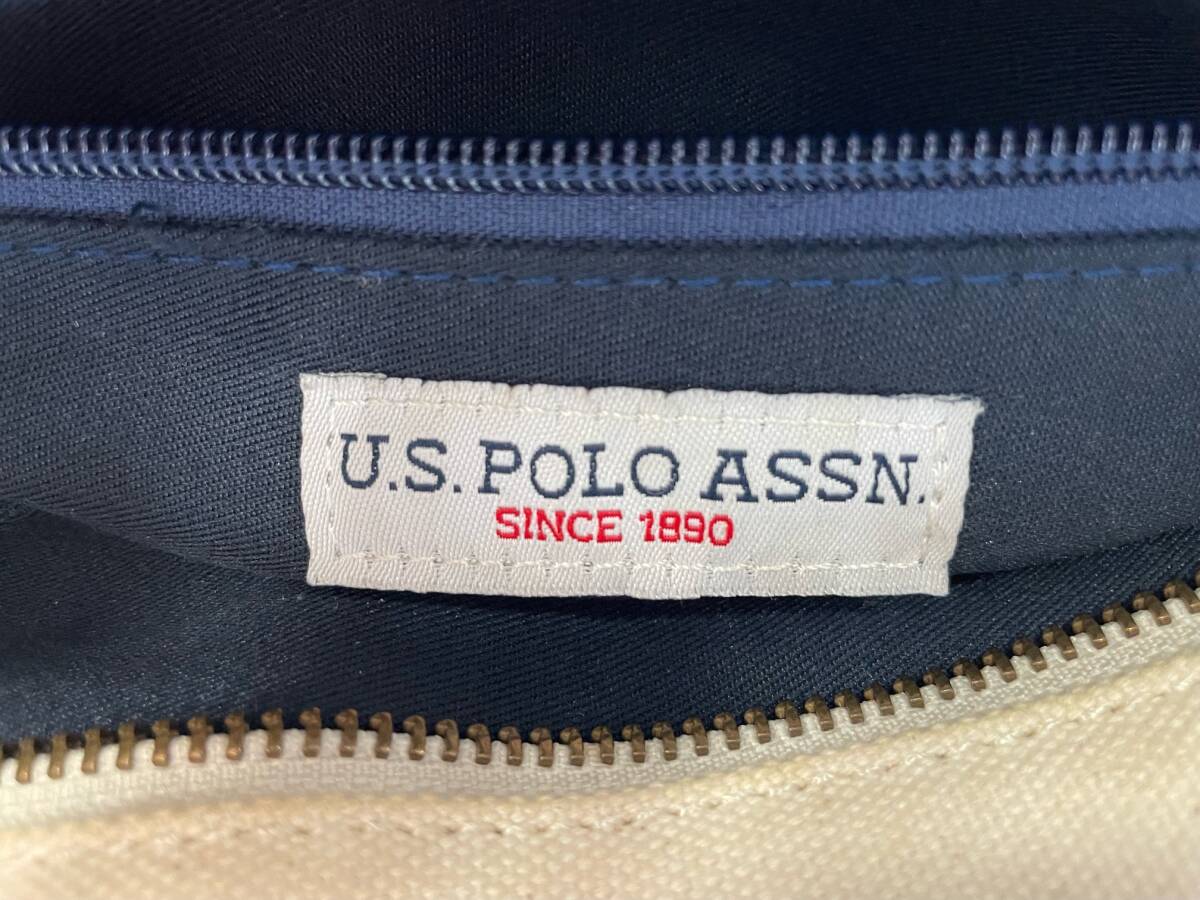 U.S. POLO ASSN.
SINCE 1890